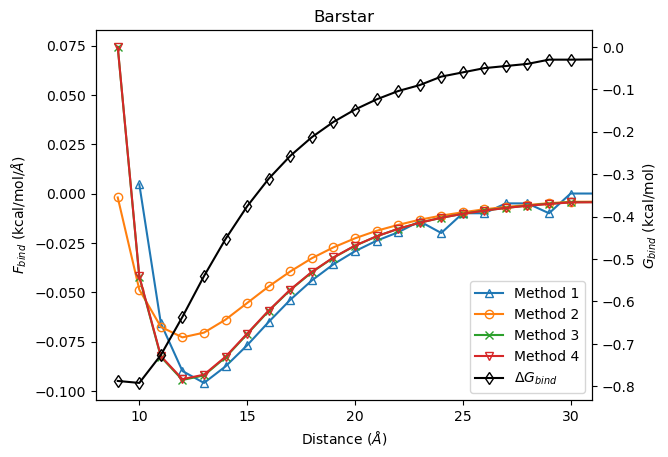 Barstar
0.075
0.050
0.025
0.000
−0.025
−0.050
−0.075
−0.100
F_bind (kcal/mol/Å)
0.0
−0.1
−0.2
−0.3
−0.4
−0.5
−0.6
−0.7
−0.8
G_bind (kcal/mol)
Method 1
Method 2
Method 3
Method 4
ΔG_bind
10 15 20 25 30
Distance (Å)